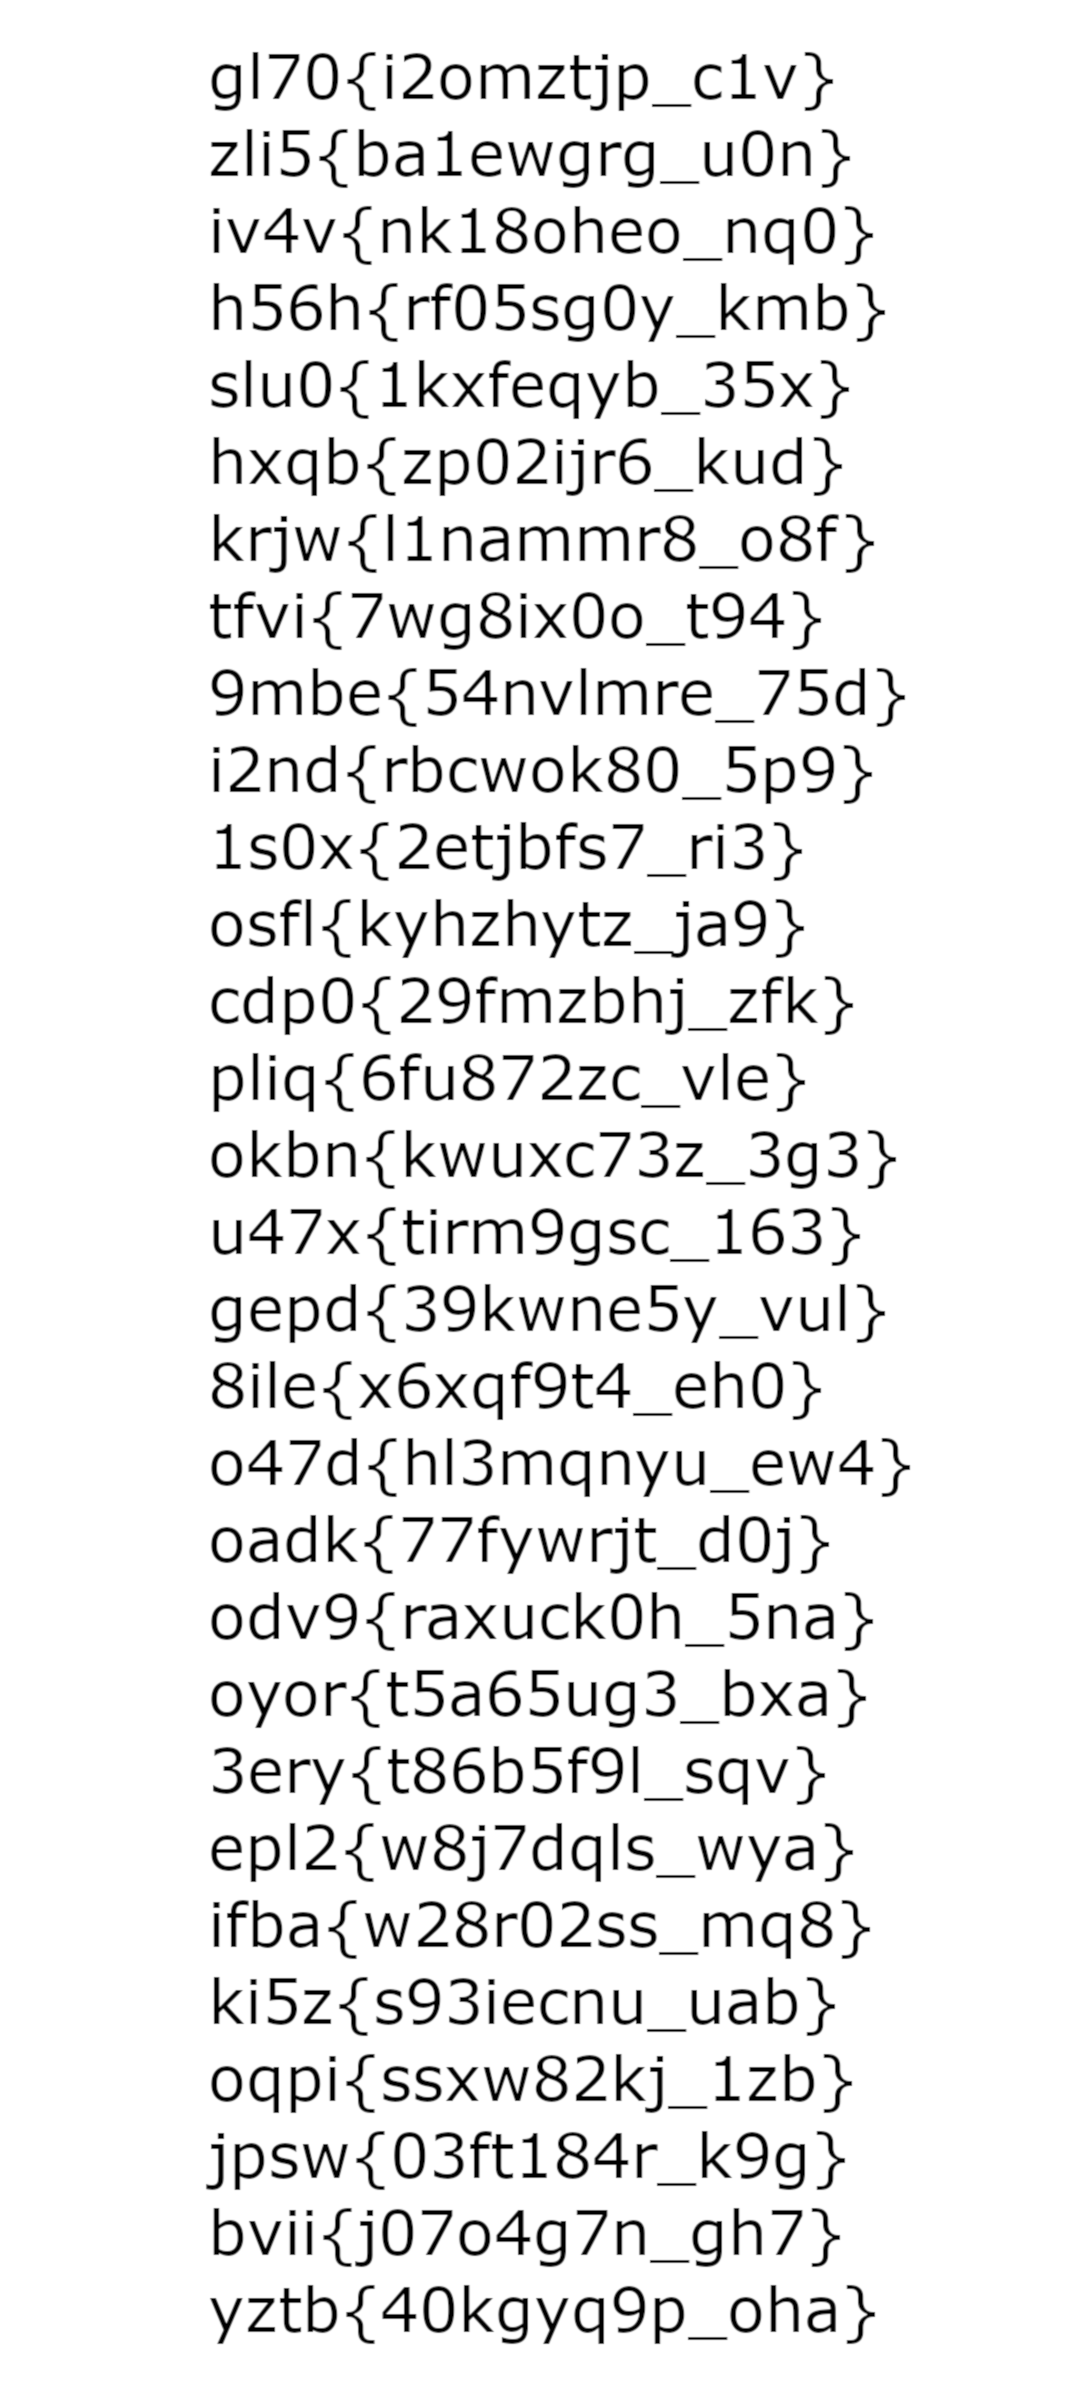 gl70{i2omztjp_c1v}
zli5{ba1ewgrg_u0n}
iv4v{nk18oheo_nq0}
h56h{rf05sg0y_kmb}
slu0{1kxfeqyb_35x}
hxqb{zp02ijr6_kud}
krjw{l1nammr8_o8f}
tfvi{7wg8ix0o_t94}
9mbe{54nvlmre_75d}
i2nd{rbcwok80_5p9}
1s0x{2etjbfs7_ri3}
osfl{kyhzhytz_ja9}
cdp0{29fmzbhj_zfk}
pliq{6fu872zc_vle}
okbn{kwuxc73z_3g3}
u47x{tirm9gsc_163}
gepd{39kwne5y_vul}
8ile{x6xqf9t4_eh0}
o47d{hl3mqnyu_ew4}
oadk{77fywrjt_d0j}
odv9{raxuck0h_5na}
oyor{t5a65ug3_bxa}
3ery{t86b5f9l_sqv}
epl2{w8j7dqls_wya}
ifba{w28r02ss_mq8}
ki5z{s93iecnu_uab}
oqpi{ssxw82kj_1zb}
jpsw{03ft184r_k9g}
bvii{j07o4g7n_gh7}
yztb{40kgyq9p_oha}